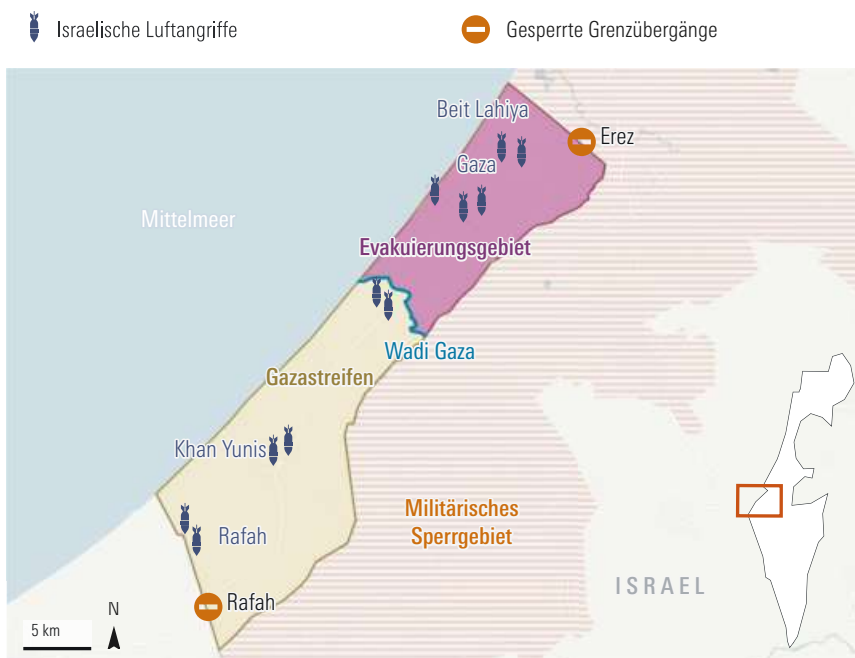 Israelische Luftangriffe
Gesperrte Grenzübergänge
Beit Lahiya
Erez
Gaza
Mittelmeer
Evakuierungsgebiet
Wadi Gaza
Gazastreifen
Khan Yunis
Militärisches
Sperrgebiet
Rafah
ISRAEL
Rafah
N
5 km